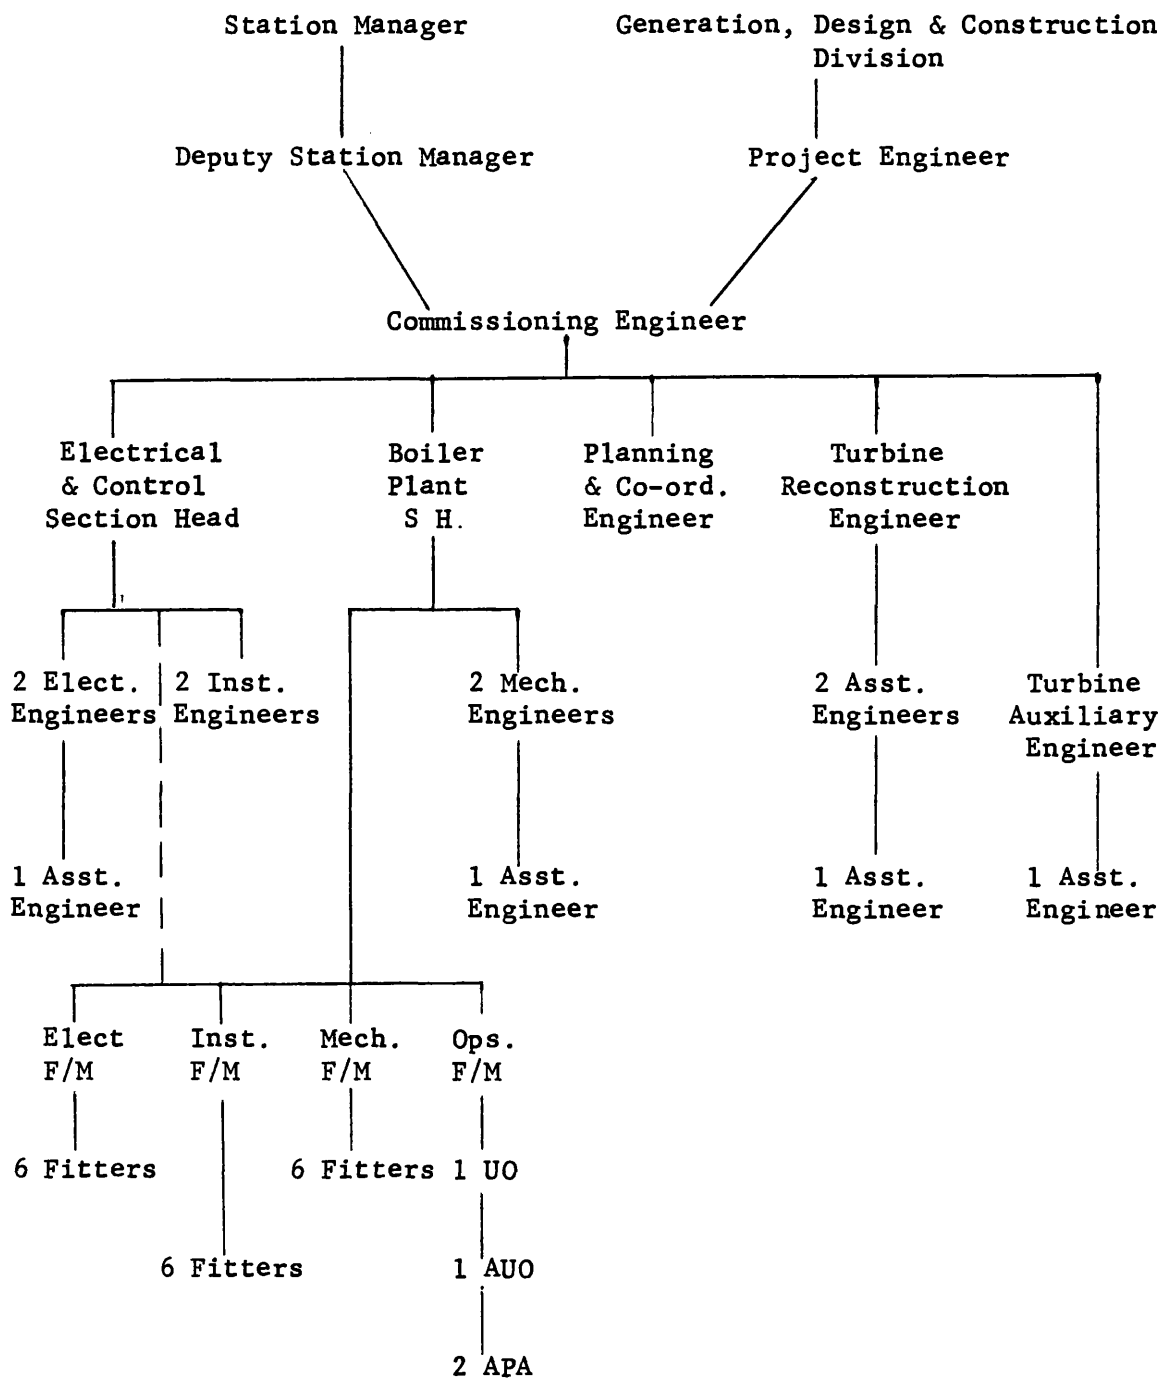 Station Manager
Generation, Design & Construction
Division
Deputy Station Manager
Project Engineer
Commissioning Engineer
Electrical
& Control
Section Head
Boiler
Plant
S H.
Planning
& Co-ord.
Engineer
Turbine
Reconstruction
Engineer
2 Elect.
Engineers
2 Inst.
Engineers
2 Mech.
Engineers
2 Asst.
Engineers
Turbine
Auxiliary
Engineer
1 Asst.
Engineer
1 Asst.
Engineer
1 Asst.
Engineer
1 Asst.
Engineer
Elect
F/M
Inst.
F/M
Mech.
F/M
Ops.
F/M
6 Fitters
6 Fitters
1 UO
6 Fitters
1 AUO
2 APA